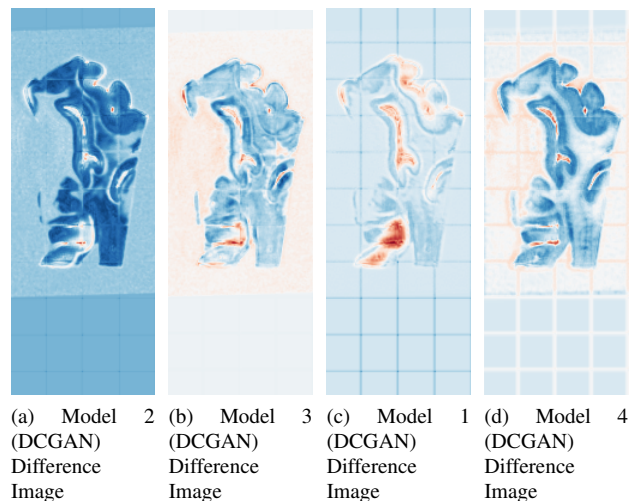 (a) Model 2
(DCGAN)
Difference
Image
(b) Model 3
(DCGAN)
Difference
Image
(c) Model 1
(DCGAN)
Difference
Image
(d) Model 4
(DCGAN)
Difference
Image